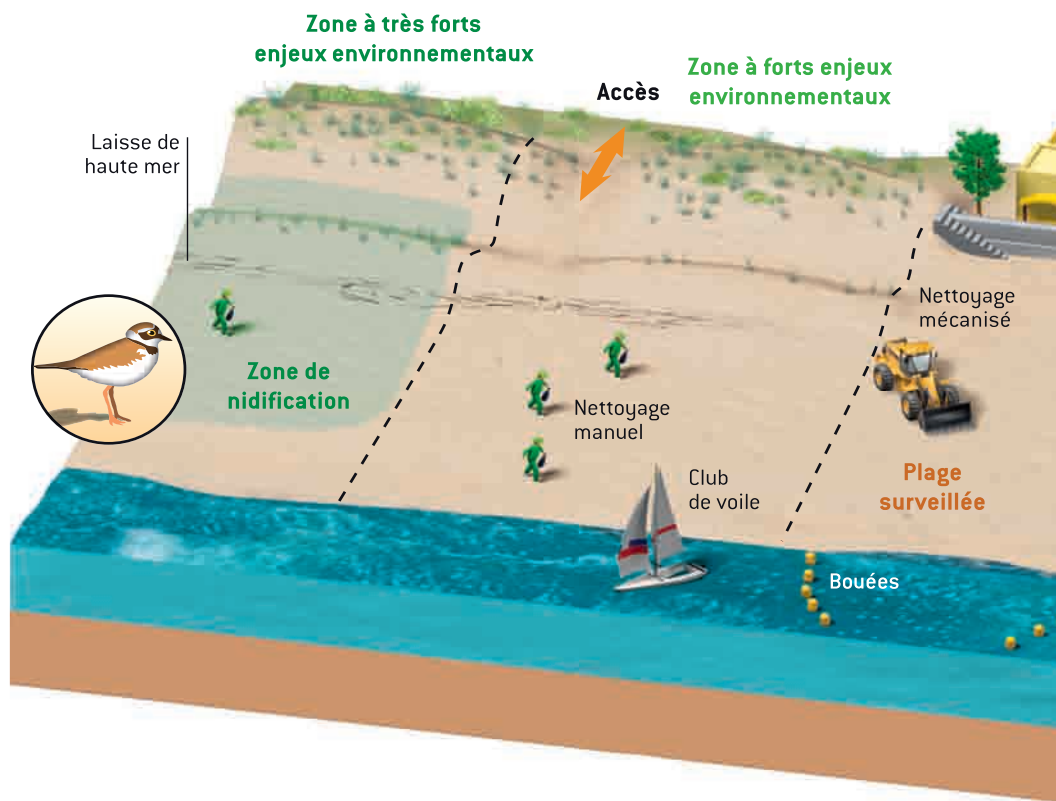 Zone à très forts
enjeux environnementaux
Accès
Zone à forts enjeux
environnementaux
Laisse de
haute mer
Nettoyage
mécanisé
Zone de
nidification
Nettoyage
manuel
Club
de voile
Plage
surveillée
Bouées